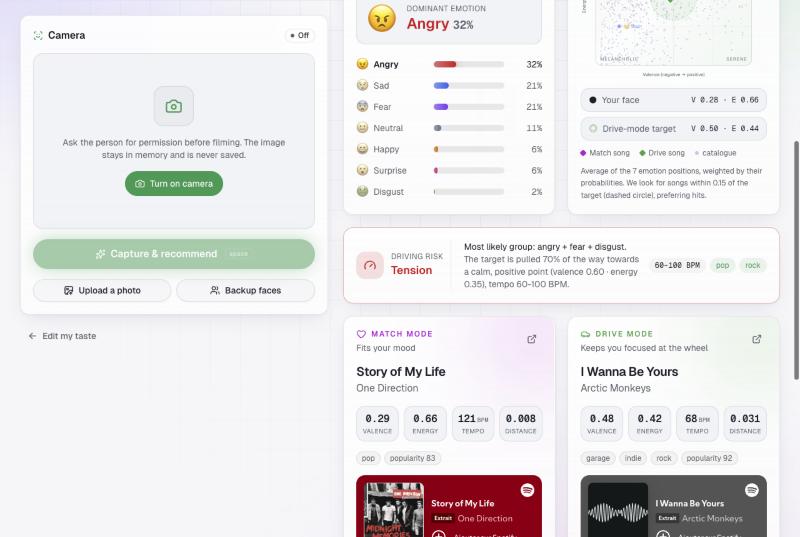 Camera
Off
Ask the person for permission before filming. The image
stays in memory and is never saved.
Turn on camera
Capture & recommend
space
Upload a photo
Backup faces
Edit my taste
DOMINANT EMOTION
Angry 32%
Angry 32%
Sad 21%
Fear 21%
Neutral 11%
Happy 6%
Surprise 6%
Disgust 2%
MELANCHOLIC
SERENE
Valence (negative → positive)
Your face V 0.28 · E 0.66
Drive-mode target V 0.50 · E 0.44
Match song
Drive song
catalogue
Average of the 7 emotion positions, weighted by their
probabilities. We look for songs within 0.15 of the
target (dashed circle), preferring hits.
DRIVING RISK
Tension
Most likely group: angry + fear + disgust.
The target is pulled 70% of the way towards
a calm, positive point (valence 0.60 · energy
0.35), tempo 60-100 BPM.
60-100 BPM
pop
rock
MATCH MODE
Fits your mood
Story of My Life
One Direction
0.29 0.66 121 BPM 0.008
VALENCE ENERGY TEMPO DISTANCE
pop
popularity 83
ONE DIRECTION
MIDNIGHT
MEMORIES
Story of My Life
Extrait One Direction
DRIVE MODE
Keeps you focused at the wheel
I Wanna Be Yours
Arctic Monkeys
0.48 0.42 68 BPM 0.031
VALENCE ENERGY TEMPO DISTANCE
garage
indie
rock
popularity 92
I Wanna Be Yours
Extrait Arctic Monkeys